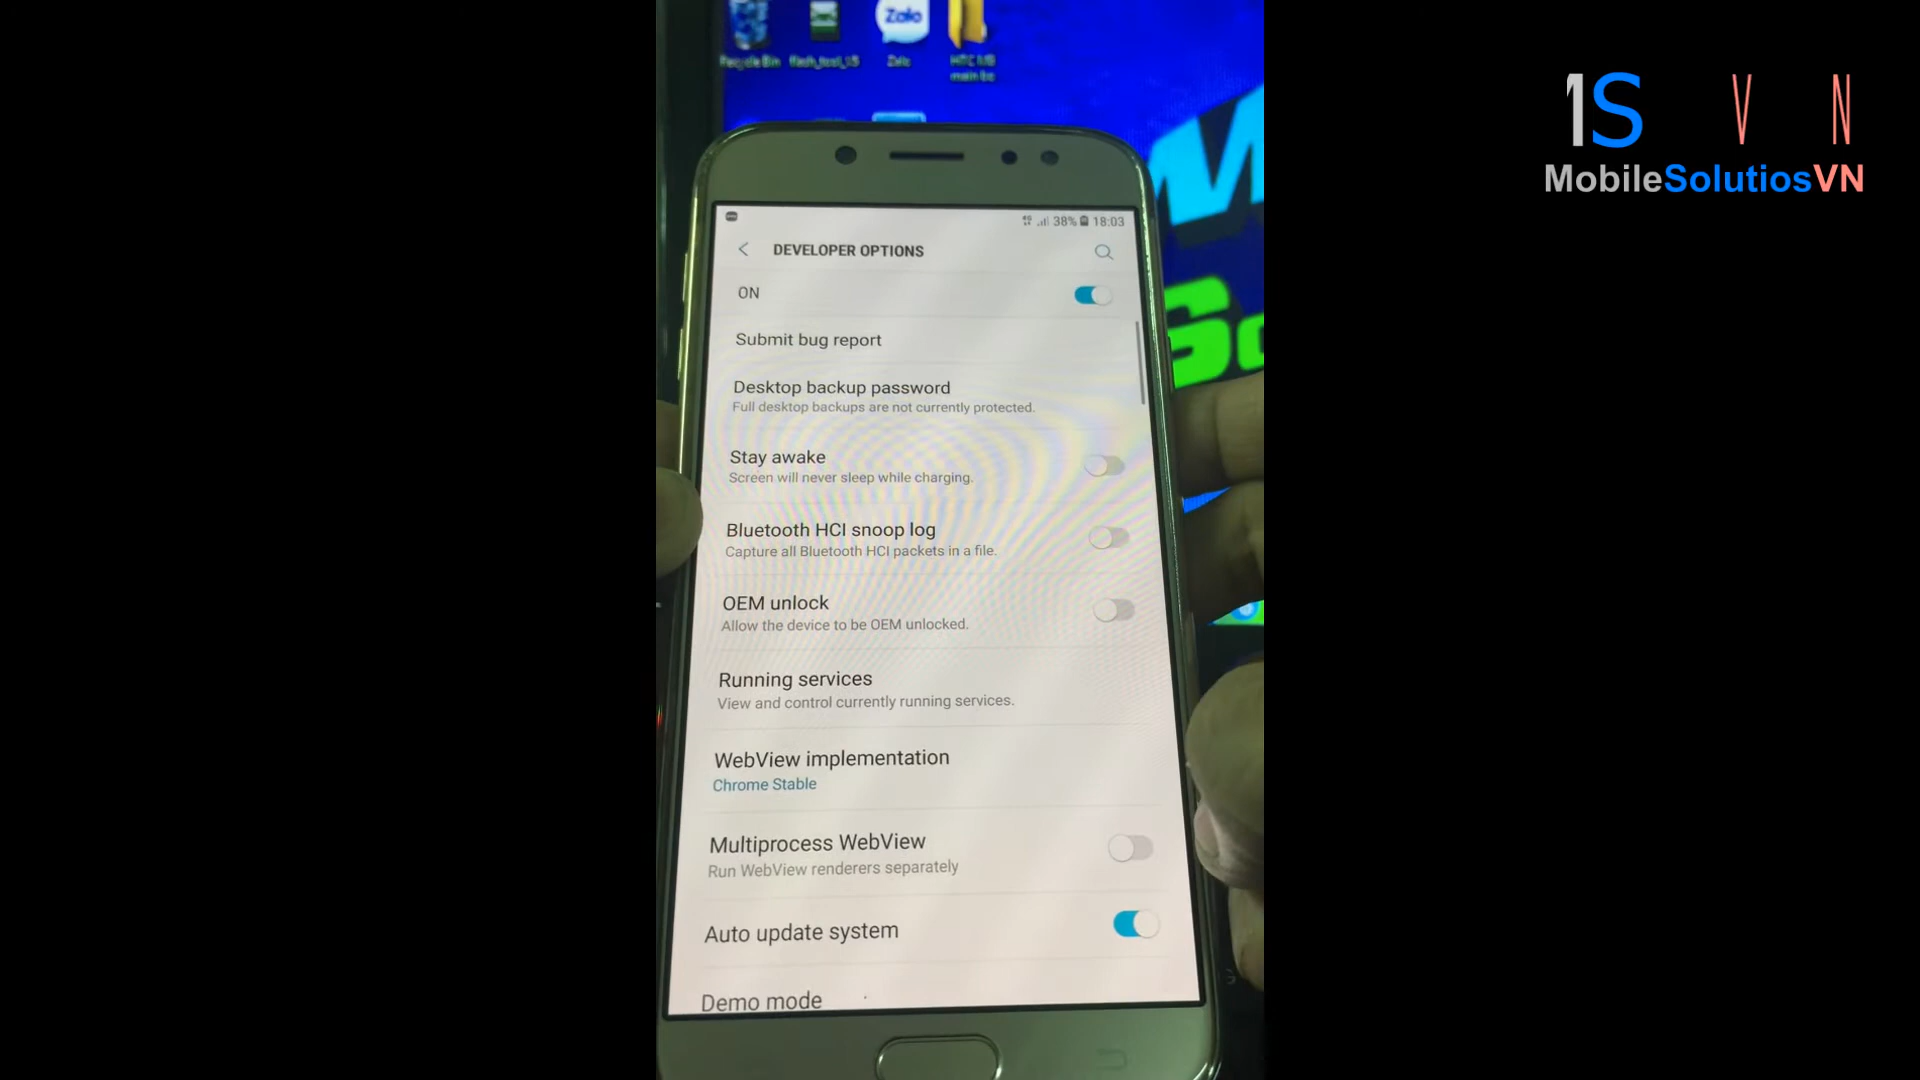 Zalo
Recycle Bin
Zalo
1S V N
MobileSolutiosVN
38% 18:03
DEVELOPER OPTIONS
ON
Submit bug report
Desktop backup password
Full desktop backups are not currently protected.
Stay awake
Screen will never sleep while charging.
Bluetooth HCI snoop log
Capture all Bluetooth HCI packets in a file.
OEM unlock
Allow the device to be OEM unlocked.
Running services
View and control currently running services.
WebView implementation
Chrome Stable
Multiprocess WebView
Run WebView renderers separately
Auto update system
Demo mode